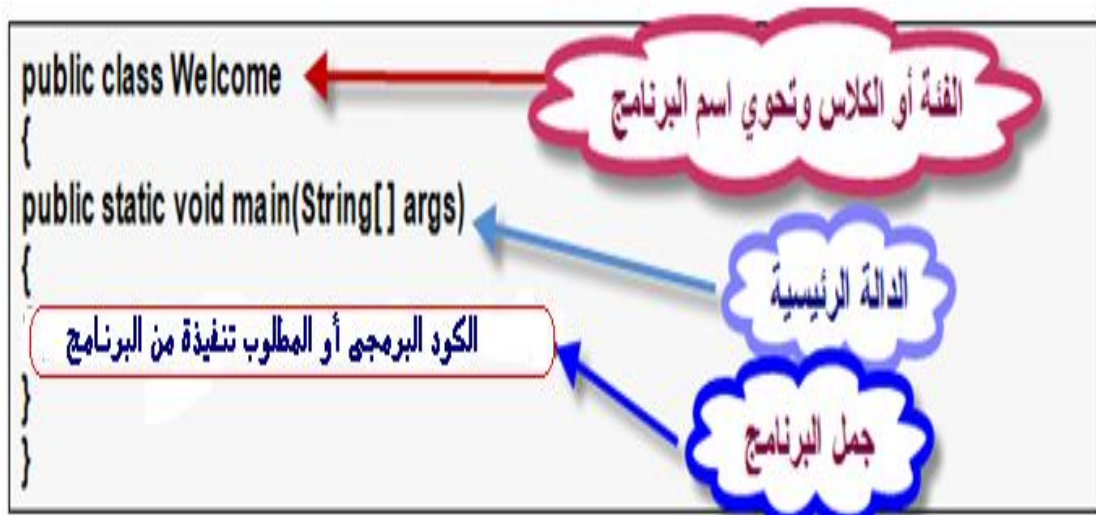 public class Welcome
الفئة أو الكلاس وتحوي اسم البرنامج
{
public static void main(String[ ] args)
{
الدالة الرئيسية
الكود البرمجى أو المطلوب تنفيذة من البرنامج
}
جمل البرنامج
}